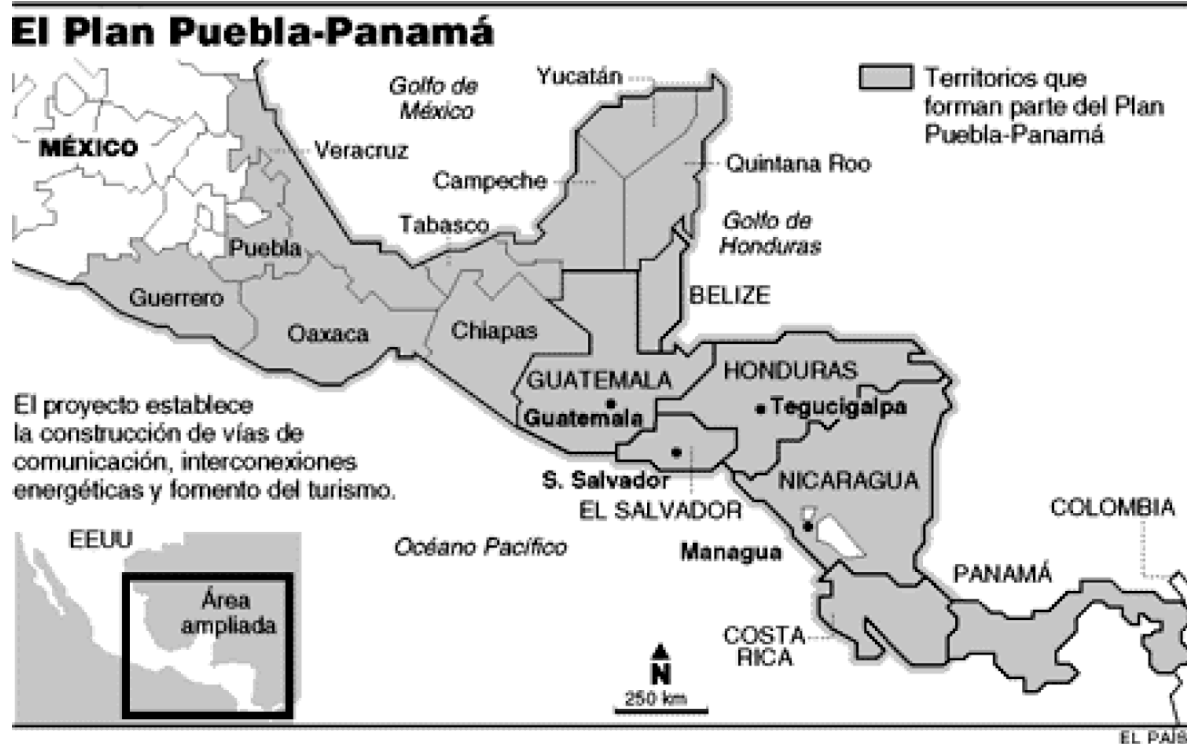 El Plan Puebla-Panamá
Golfo de
México
Yucatán
Territorios que
forman parte del Plan
Puebla-Panamá
MÉXICO
Veracruz
Campeche
Quintana Roo
Tabasco
Golfo de
Honduras
Puebla
Guerrero
Oaxaca
Chiapas
BELIZE
GUATEMALA
HONDURAS
Guatemala
Tegucigalpa
El proyecto establece
la construcción de vías de
comunicación, interconexiones
energéticas y fomento del turismo.
S. Salvador
EL SALVADOR
NICARAGUA
COLOMBIA
EEUU
Océano Pacífico
Managua
PANAMÁ
Área
ampliada
COSTA
RICA
N
250 km
EL PAÍS